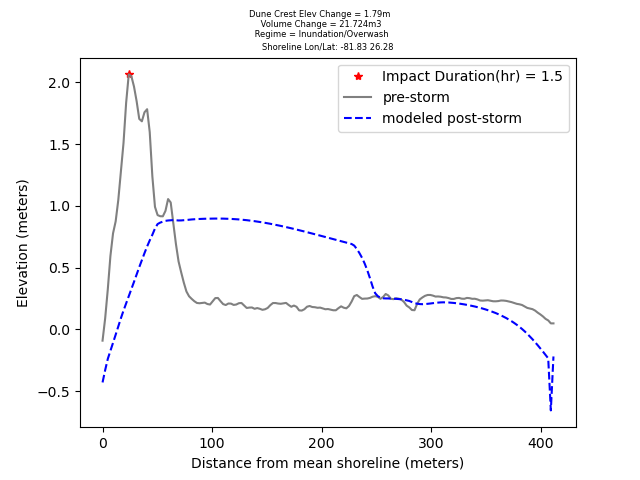 Dune Crest Elev Change = 1.79m
Volume Change = 21.724m3
Regime = Inundation/Overwash
Shoreline Lon/Lat: -81.83 26.28
Impact Duration(hr) = 1.5
pre-storm
modeled post-storm
2.0
1.5
1.0
0.5
0.0
−0.5
Elevation (meters)
0 100 200 300 400
Distance from mean shoreline (meters)